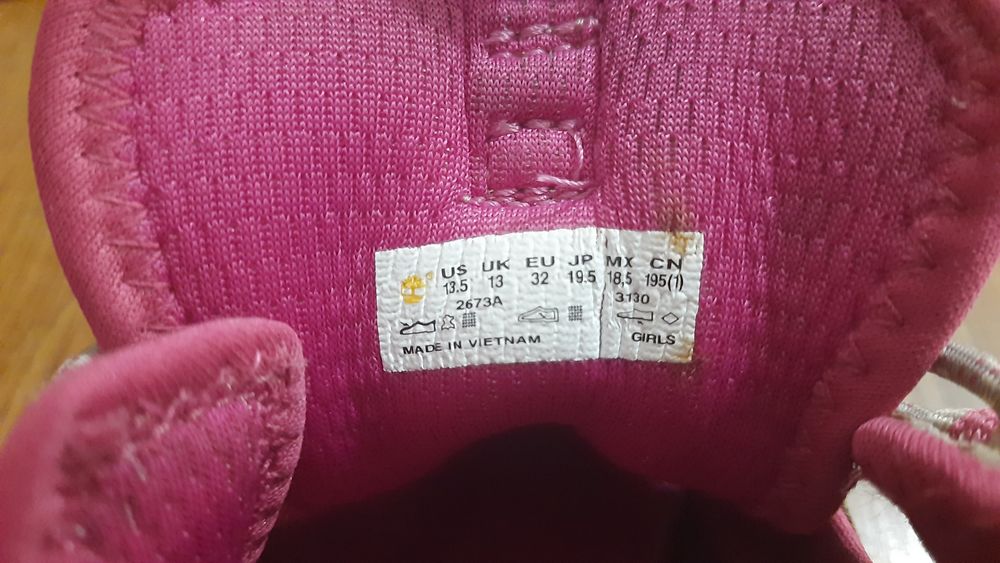 US UK EU JP MX CN
13.5 13 32 19.5 18,5 195(1)
2673A 3130
MADE IN VIETNAM GIRLS